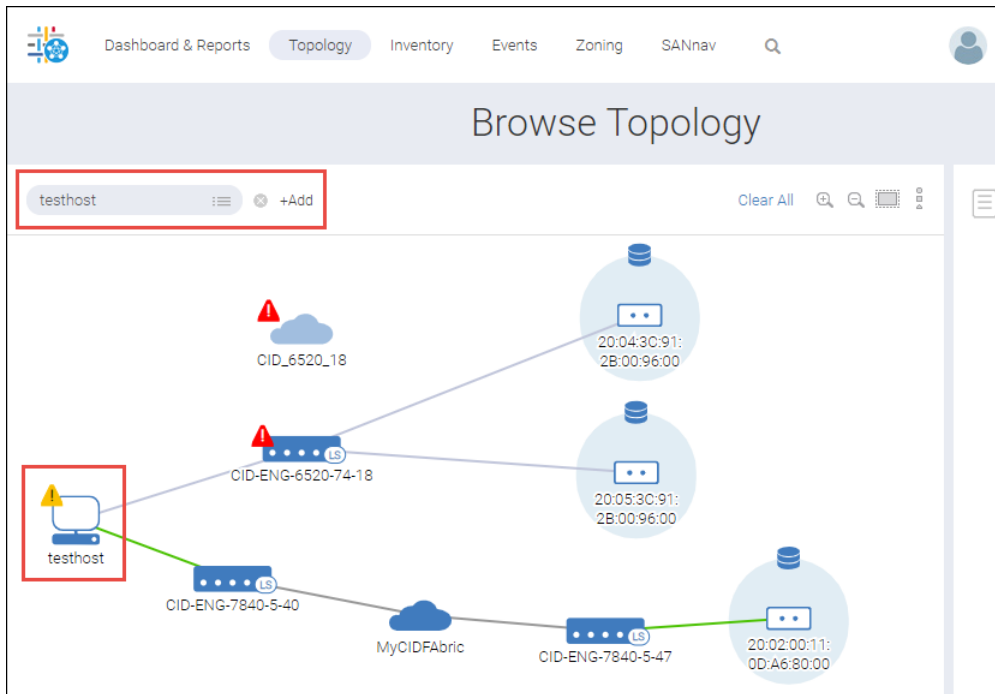 Dashboard & Reports Topology Inventory Events Zoning SANnav
Browse Topology
testhost +Add Clear All
CID_6520_18
20:04:3C:91:
2B:00:96:00
LS
CID-ENG-6520-74-18
20:05:3C:91:
2B:00:96:00
testhost
LS
CID-ENG-7840-5-40
MyCIDFAbric
LS
CID-ENG-7840-5-47
20:02:00:11:
0D:A6:80:00